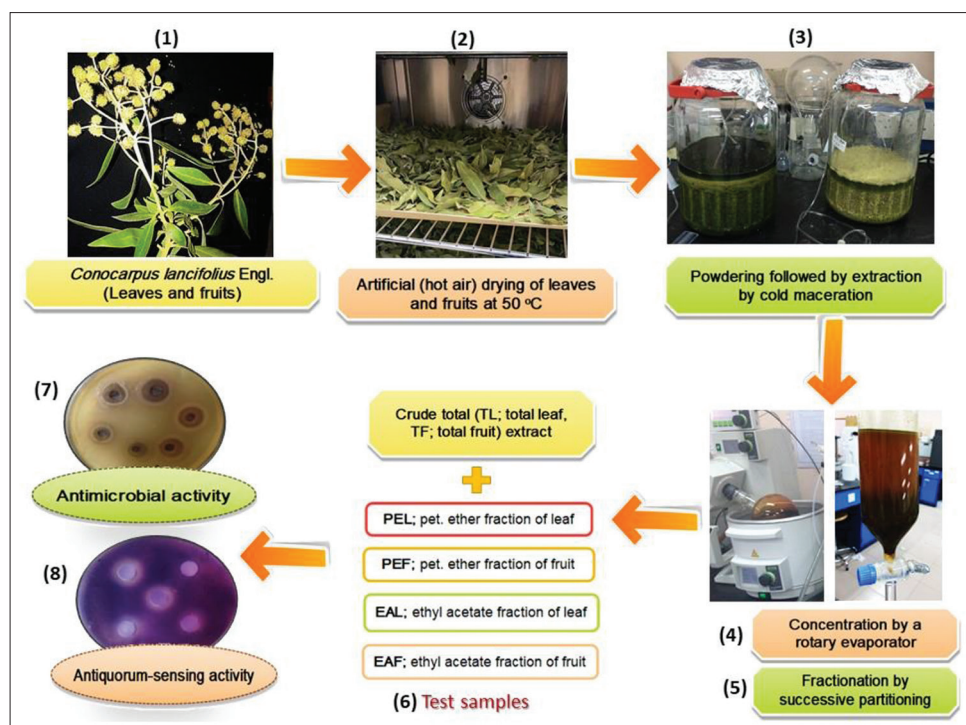 (1)
Conocarpus lancifolius Engl.
(Leaves and fruits)
(2)
Artificial (hot air) drying of leaves
and fruits at 50 ºC
(3)
Powdering followed by extraction
by cold maceration
(4)
Concentration by a
rotary evaporator
(5)
Fractionation by
successive partitioning
Crude total (TL; total leaf,
TF; total fruit) extract
PEL; pet. ether fraction of leaf
PEF; pet. ether fraction of fruit
EAL; ethyl acetate fraction of leaf
EAF; ethyl acetate fraction of fruit
(6) Test samples
(7)
Antimicrobial activity
(8)
Antiquorum-sensing activity